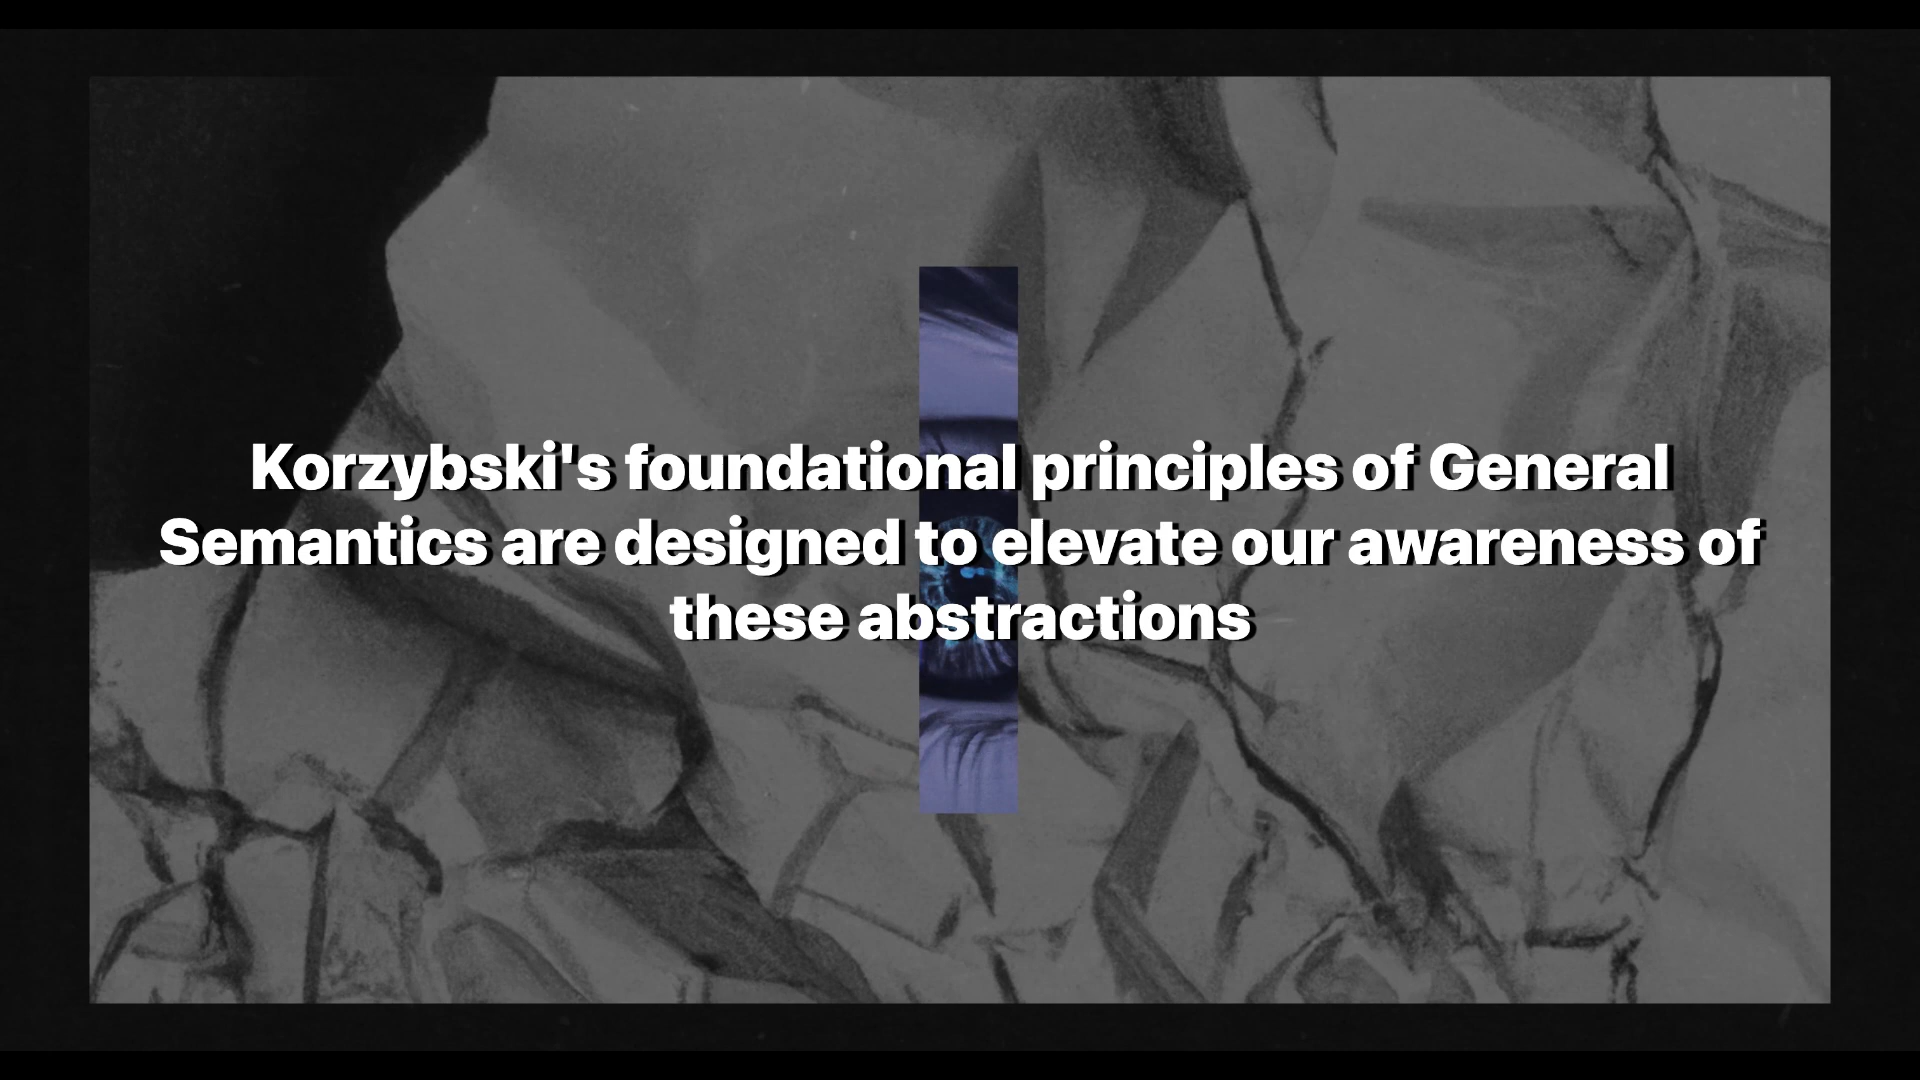 Korzybski's foundational principles of General
Semantics are designed to elevate our awareness of
these abstractions